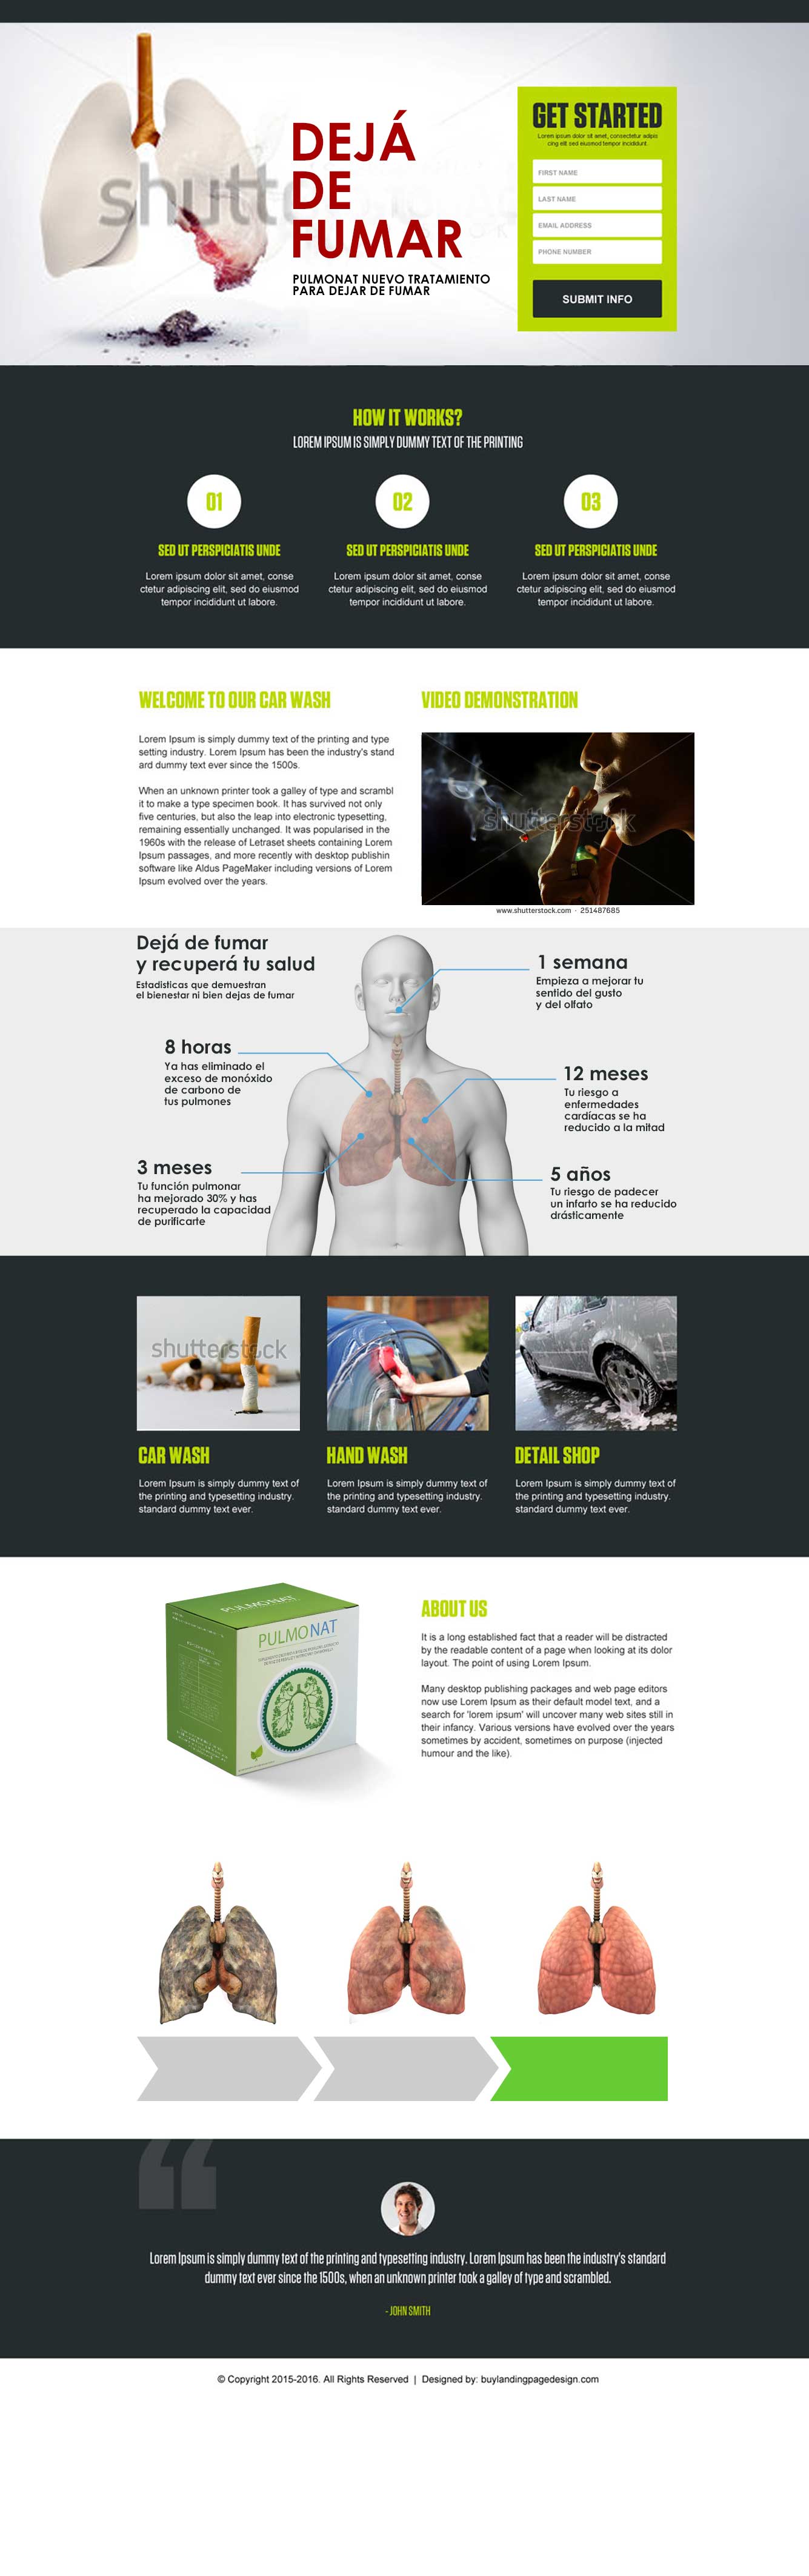 shutterstock
DEJÁ
DE
FUMAR
PULMONAT NUEVO TRATAMIENTO
PARA DEJAR DE FUMAR
GET STARTED
Lorem ipsum dolor sit amet, consectetur adipis
cing elit sed eiusmod tempor incididunt.
FIRST NAME
LAST NAME
EMAIL ADDRESS
PHONE NUMBER
SUBMIT INFO
HOW IT WORKS?
LOREM IPSUM IS SIMPLY DUMMY TEXT OF THE PRINTING
01
SED UT PERSPICIATIS UNDE
Lorem ipsum dolor sit amet, conse
ctetur adipiscing elit, sed do eiusmod
tempor incididunt ut labore.
02
SED UT PERSPICIATIS UNDE
Lorem ipsum dolor sit amet, conse
ctetur adipiscing elit, sed do eiusmod
tempor incididunt ut labore.
03
SED UT PERSPICIATIS UNDE
Lorem ipsum dolor sit amet, conse
ctetur adipiscing elit, sed do eiusmod
tempor incididunt ut labore.
WELCOME TO OUR CAR WASH
Lorem Ipsum is simply dummy text of the printing and type
setting industry. Lorem Ipsum has been the industry's stand
ard dummy text ever since the 1500s.
When an unknown printer took a galley of type and scrambl
it to make a type specimen book. It has survived not only
five centuries, but also the leap into electronic typesetting,
remaining essentially unchanged. It was popularised in the
1960s with the release of Letraset sheets containing Lorem
Ipsum passages, and more recently with desktop publishin
software like Aldus PageMaker including versions of Lorem
Ipsum evolved over the years.
VIDEO DEMONSTRATION
shutterstock
www.shutterstock.com · 251487685
Dejá de fumar
y recuperá tu salud
Estadisticas que demuestran
el bienestar ni bien dejas de fumar
1 semana
Empieza a mejorar tu
sentido del gusto
y del olfato
8 horas
Ya has eliminado el
exceso de monóxido
de carbono de
tus pulmones
12 meses
Tu riesgo a
enfermedades
cardíacas se ha
reducido a la mitad
3 meses
Tu función pulmonar
ha mejorado 30% y has
recuperado la capacidad
de purificarte
5 años
Tu riesgo de padecer
un infarto se ha reducido
drásticamente
shutterstock
CAR WASH
Lorem Ipsum is simply dummy text of
the printing and typesetting industry.
standard dummy text ever.
HAND WASH
Lorem Ipsum is simply dummy text of
the printing and typesetting industry.
standard dummy text ever.
DETAIL SHOP
Lorem Ipsum is simply dummy text of
the printing and typesetting industry.
standard dummy text ever.
PULMONAT
PULMONAT
ABOUT US
It is a long established fact that a reader will be distracted
by the readable content of a page when looking at its dolor
layout. The point of using Lorem Ipsum.
Many desktop publishing packages and web page editors
now use Lorem Ipsum as their default model text, and a
search for 'lorem ipsum' will uncover many web sites still in
their infancy. Various versions have evolved over the years
sometimes by accident, sometimes on purpose (injected
humour and the like).
“
Lorem Ipsum is simply dummy text of the printing and typesetting industry. Lorem Ipsum has been the industry's standard
dummy text ever since the 1500s, when an unknown printer took a galley of type and scrambled.
- JOHN SMITH
© Copyright 2015-2016. All Rights Reserved | Designed by: buylandingpagedesign.com